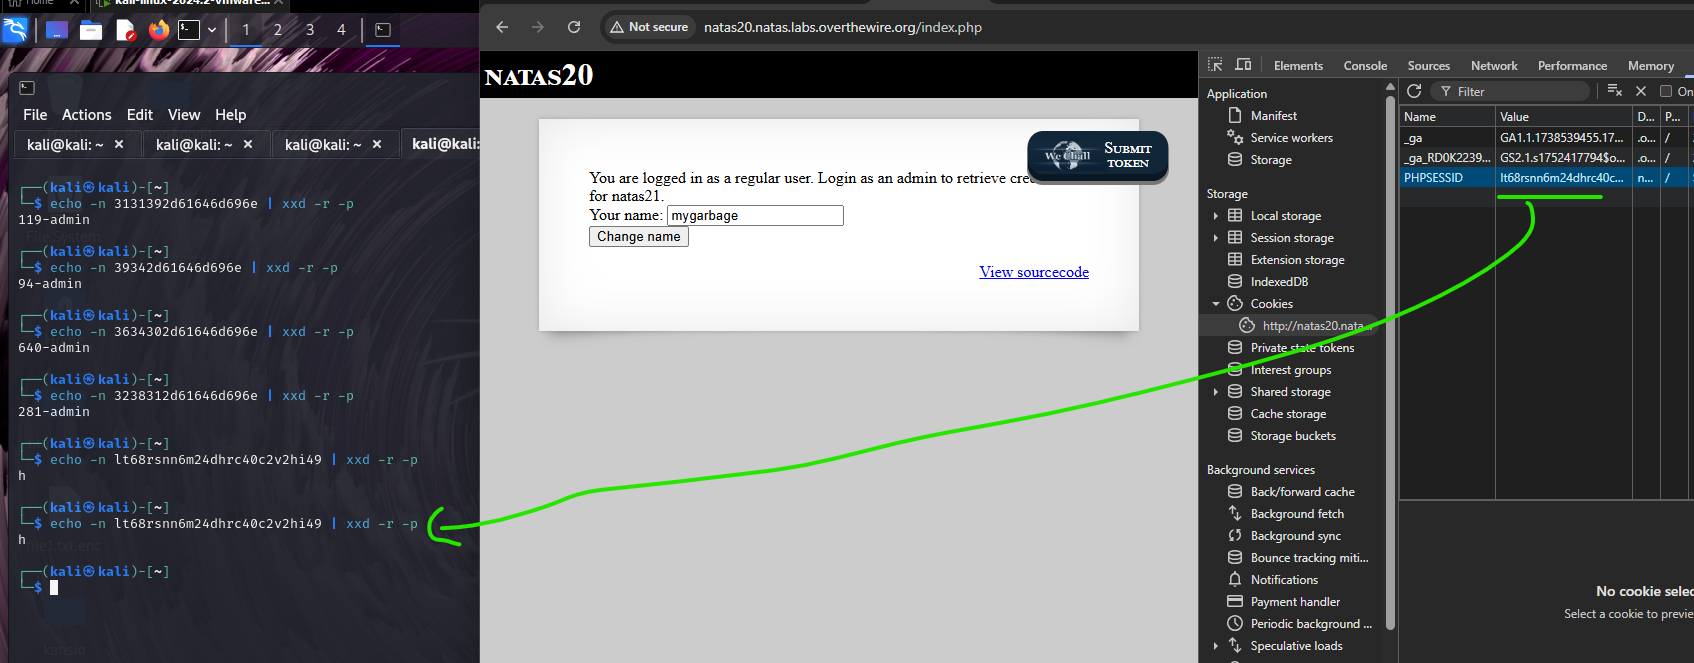 Home
kali-linux-2024.2-vmware...
1 2 3 4
File Actions Edit View Help
kali@kali: ~ × kali@kali: ~ × kali@kali: ~ × kali@kali:
┌──(kali㉿kali)-[~]
└─$ echo -n 3131392d61646d696e | xxd -r -p
119-admin
┌──(kali㉿kali)-[~]
└─$ echo -n 39342d61646d696e | xxd -r -p
94-admin
┌──(kali㉿kali)-[~]
└─$ echo -n 3634302d61646d696e | xxd -r -p
640-admin
┌──(kali㉿kali)-[~]
└─$ echo -n 3238312d61646d696e | xxd -r -p
281-admin
┌──(kali㉿kali)-[~]
└─$ echo -n lt68rsnn6m24dhrc40c2v2hi49 | xxd -r -p
h
┌──(kali㉿kali)-[~]
└─$ echo -n lt68rsnn6m24dhrc40c2v2hi49 | xxd -r -p
h
┌──(kali㉿kali)-[~]
└─$
File System
file1.txt.enc
Not secure natas20.natas.labs.overthewire.org/index.php
NATAS20
We Chall
SUBMIT
TOKEN
You are logged in as a regular user. Login as an admin to retrieve cre
for natas21.
Your name: mygarbage
Change name
View sourcecode
Elements Console Sources Network Performance Memory
Application
Manifest
Service workers
Storage
Storage
Local storage
Session storage
Extension storage
IndexedDB
Cookies
http://natas20.nata...
Private state tokens
Interest groups
Shared storage
Cache storage
Storage buckets
Background services
Back/forward cache
Background fetch
Background sync
Bounce tracking miti...
Notifications
Payment handler
Periodic background ...
Speculative loads
Filter On
Name Value D... P...
_ga GA1.1.1738539455.17... .o... /
_ga_RD0K2239... GS2.1.s1752417794$o... .o... /
PHPSESSID lt68rsnn6m24dhrc40c... n... /
No cookie selec
Select a cookie to previe